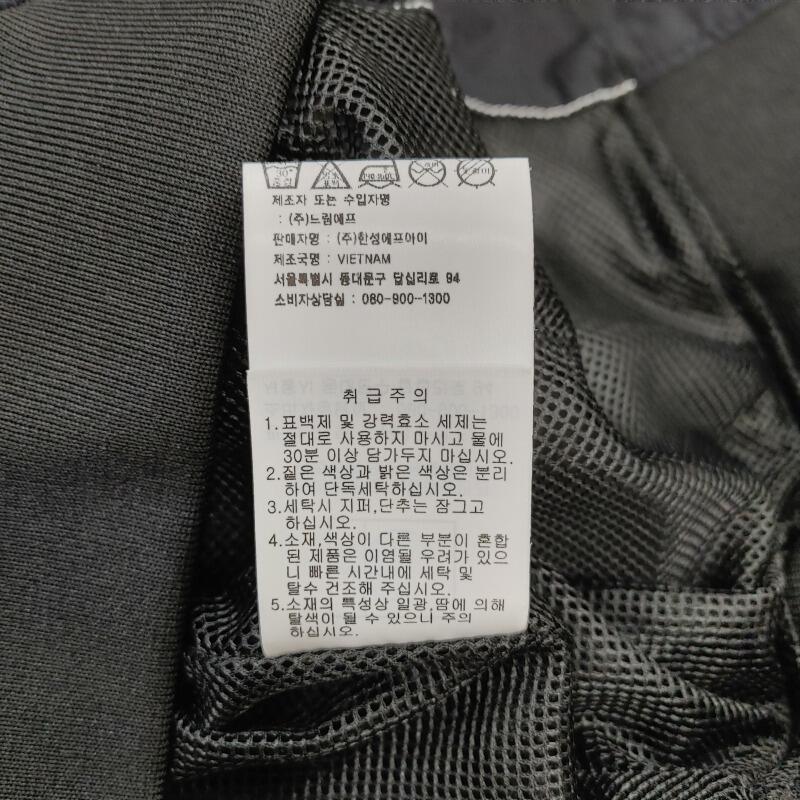 30°
중성
제조자 또는 수입자명
: (주)느림에프
판매자명 : (주)한성에프아이
제조국명 : VIETNAM
서울특별시 동대문구 답십리로 94
소비자상담실 : 080-900-1300
취급주의
1.표백제 및 강력효소 세제는
절대로 사용하지 마시고 물에
30분 이상 담가두지 마십시오.
2.짙은 색상과 밝은 색상은 분리
하여 단독세탁하십시오.
3.세탁시 지퍼,단추는 잠그고
하십시오.
4.소재,색상이 다른 부분이 혼합
된 제품은 이염될 우려가 있으
니 빠른 시간내에 세탁 및
탈수 건조해 주십시오.
5.소재의 특성상 일광,땀에 의해
탈색이 될 수 있으니 주의
하십시오.